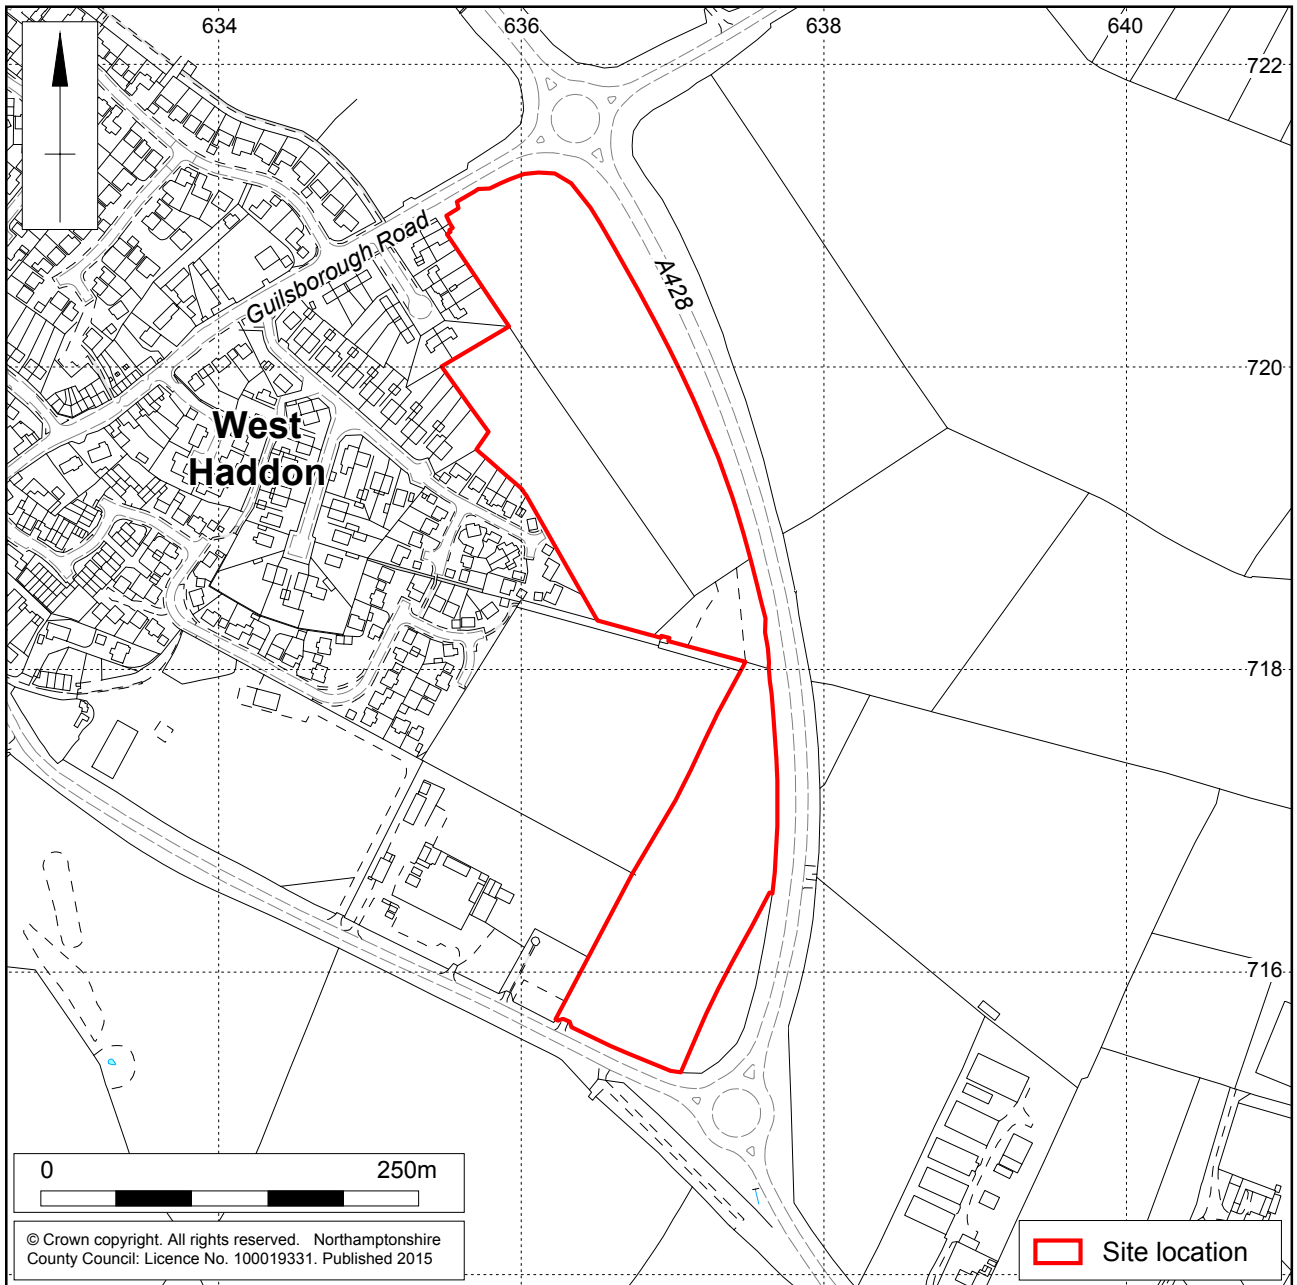 634
636
638
640
722
Guilsborough Road
A428
720
West
Haddon
718
716
0 250m
© Crown copyright. All rights reserved. Northamptonshire
County Council: Licence No. 100019331. Published 2015
Site location